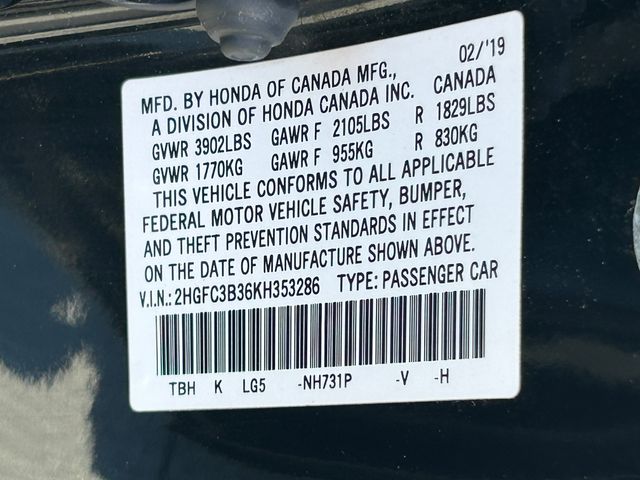 02/'19
MFD. BY HONDA OF CANADA MFG.,
A DIVISION OF HONDA CANADA INC. CANADA
GVWR 3902LBS GAWR F 2105LBS R 1829LBS
GVWR 1770KG GAWR F 955KG R 830KG
THIS VEHICLE CONFORMS TO ALL APPLICABLE
FEDERAL MOTOR VEHICLE SAFETY, BUMPER,
AND THEFT PREVENTION STANDARDS IN EFFECT
ON THE DATE OF MANUFACTURE SHOWN ABOVE.
V.I.N.: 2HGFC3B36KH353286 TYPE: PASSENGER CAR
TBH K LG5 -NH731P -V -H